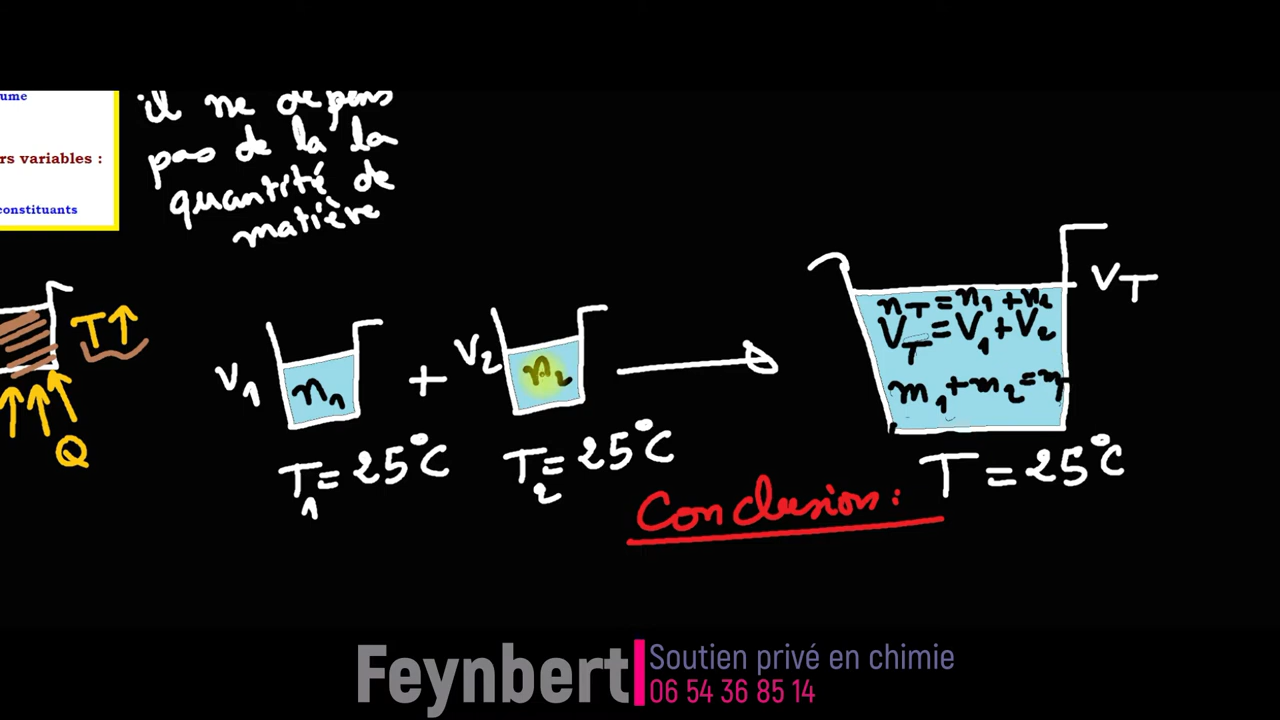 ume
rs variables :
constituants
il ne dépens
pas de la la
quantité de
matière
T↑
Q
V1
n1
+
V2
n2
T1 = 25°C
T2 = 25°C
VT
nT = n1 + n2
VT = V1 + V2
m1 + m2 = m
T = 25°C
Conclusion :
Feynbert
Soutien privé en chimie
06 54 36 85 14